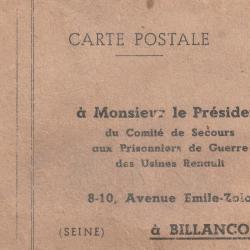 CARTE POSTALE
à Monsieur le Préside
du Comité de Secours
aux Prisonniers de Guerre
des Usines Renault
8-10, Avenue Emile-Zola
(SEINE) à BILLANCO